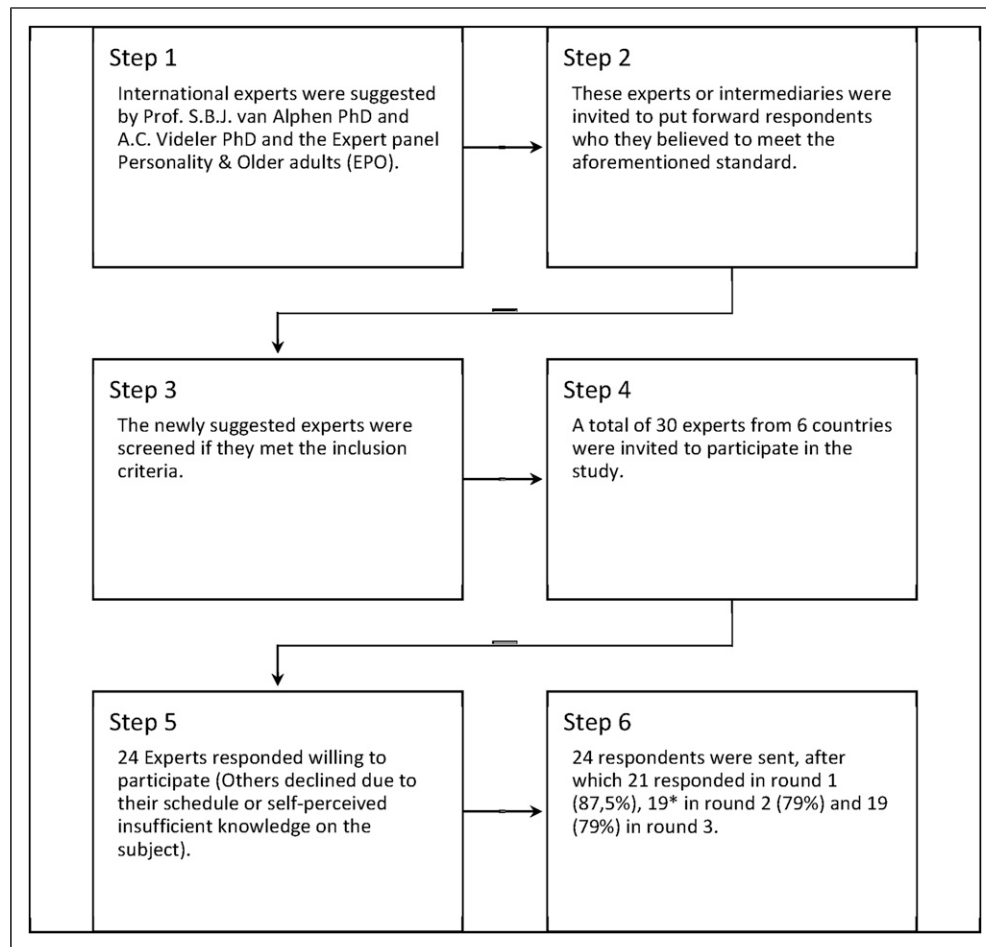 Step 1
International experts were suggested
by Prof. S.B.J. van Alphen PhD and
A.C. Videler PhD and the Expert panel
Personality & Older adults (EPO).
Step 2
These experts or intermediaries were
invited to put forward respondents
who they believed to meet the
aforementioned standard.
Step 3
The newly suggested experts were
screened if they met the inclusion
criteria.
Step 4
A total of 30 experts from 6 countries
were invited to participate in the
study.
Step 5
24 Experts responded willing to
participate (Others declined due to
their schedule or self-perceived
insufficient knowledge on the
subject).
Step 6
24 respondents were sent, after
which 21 responded in round 1
(87,5%), 19* in round 2 (79%) and 19
(79%) in round 3.